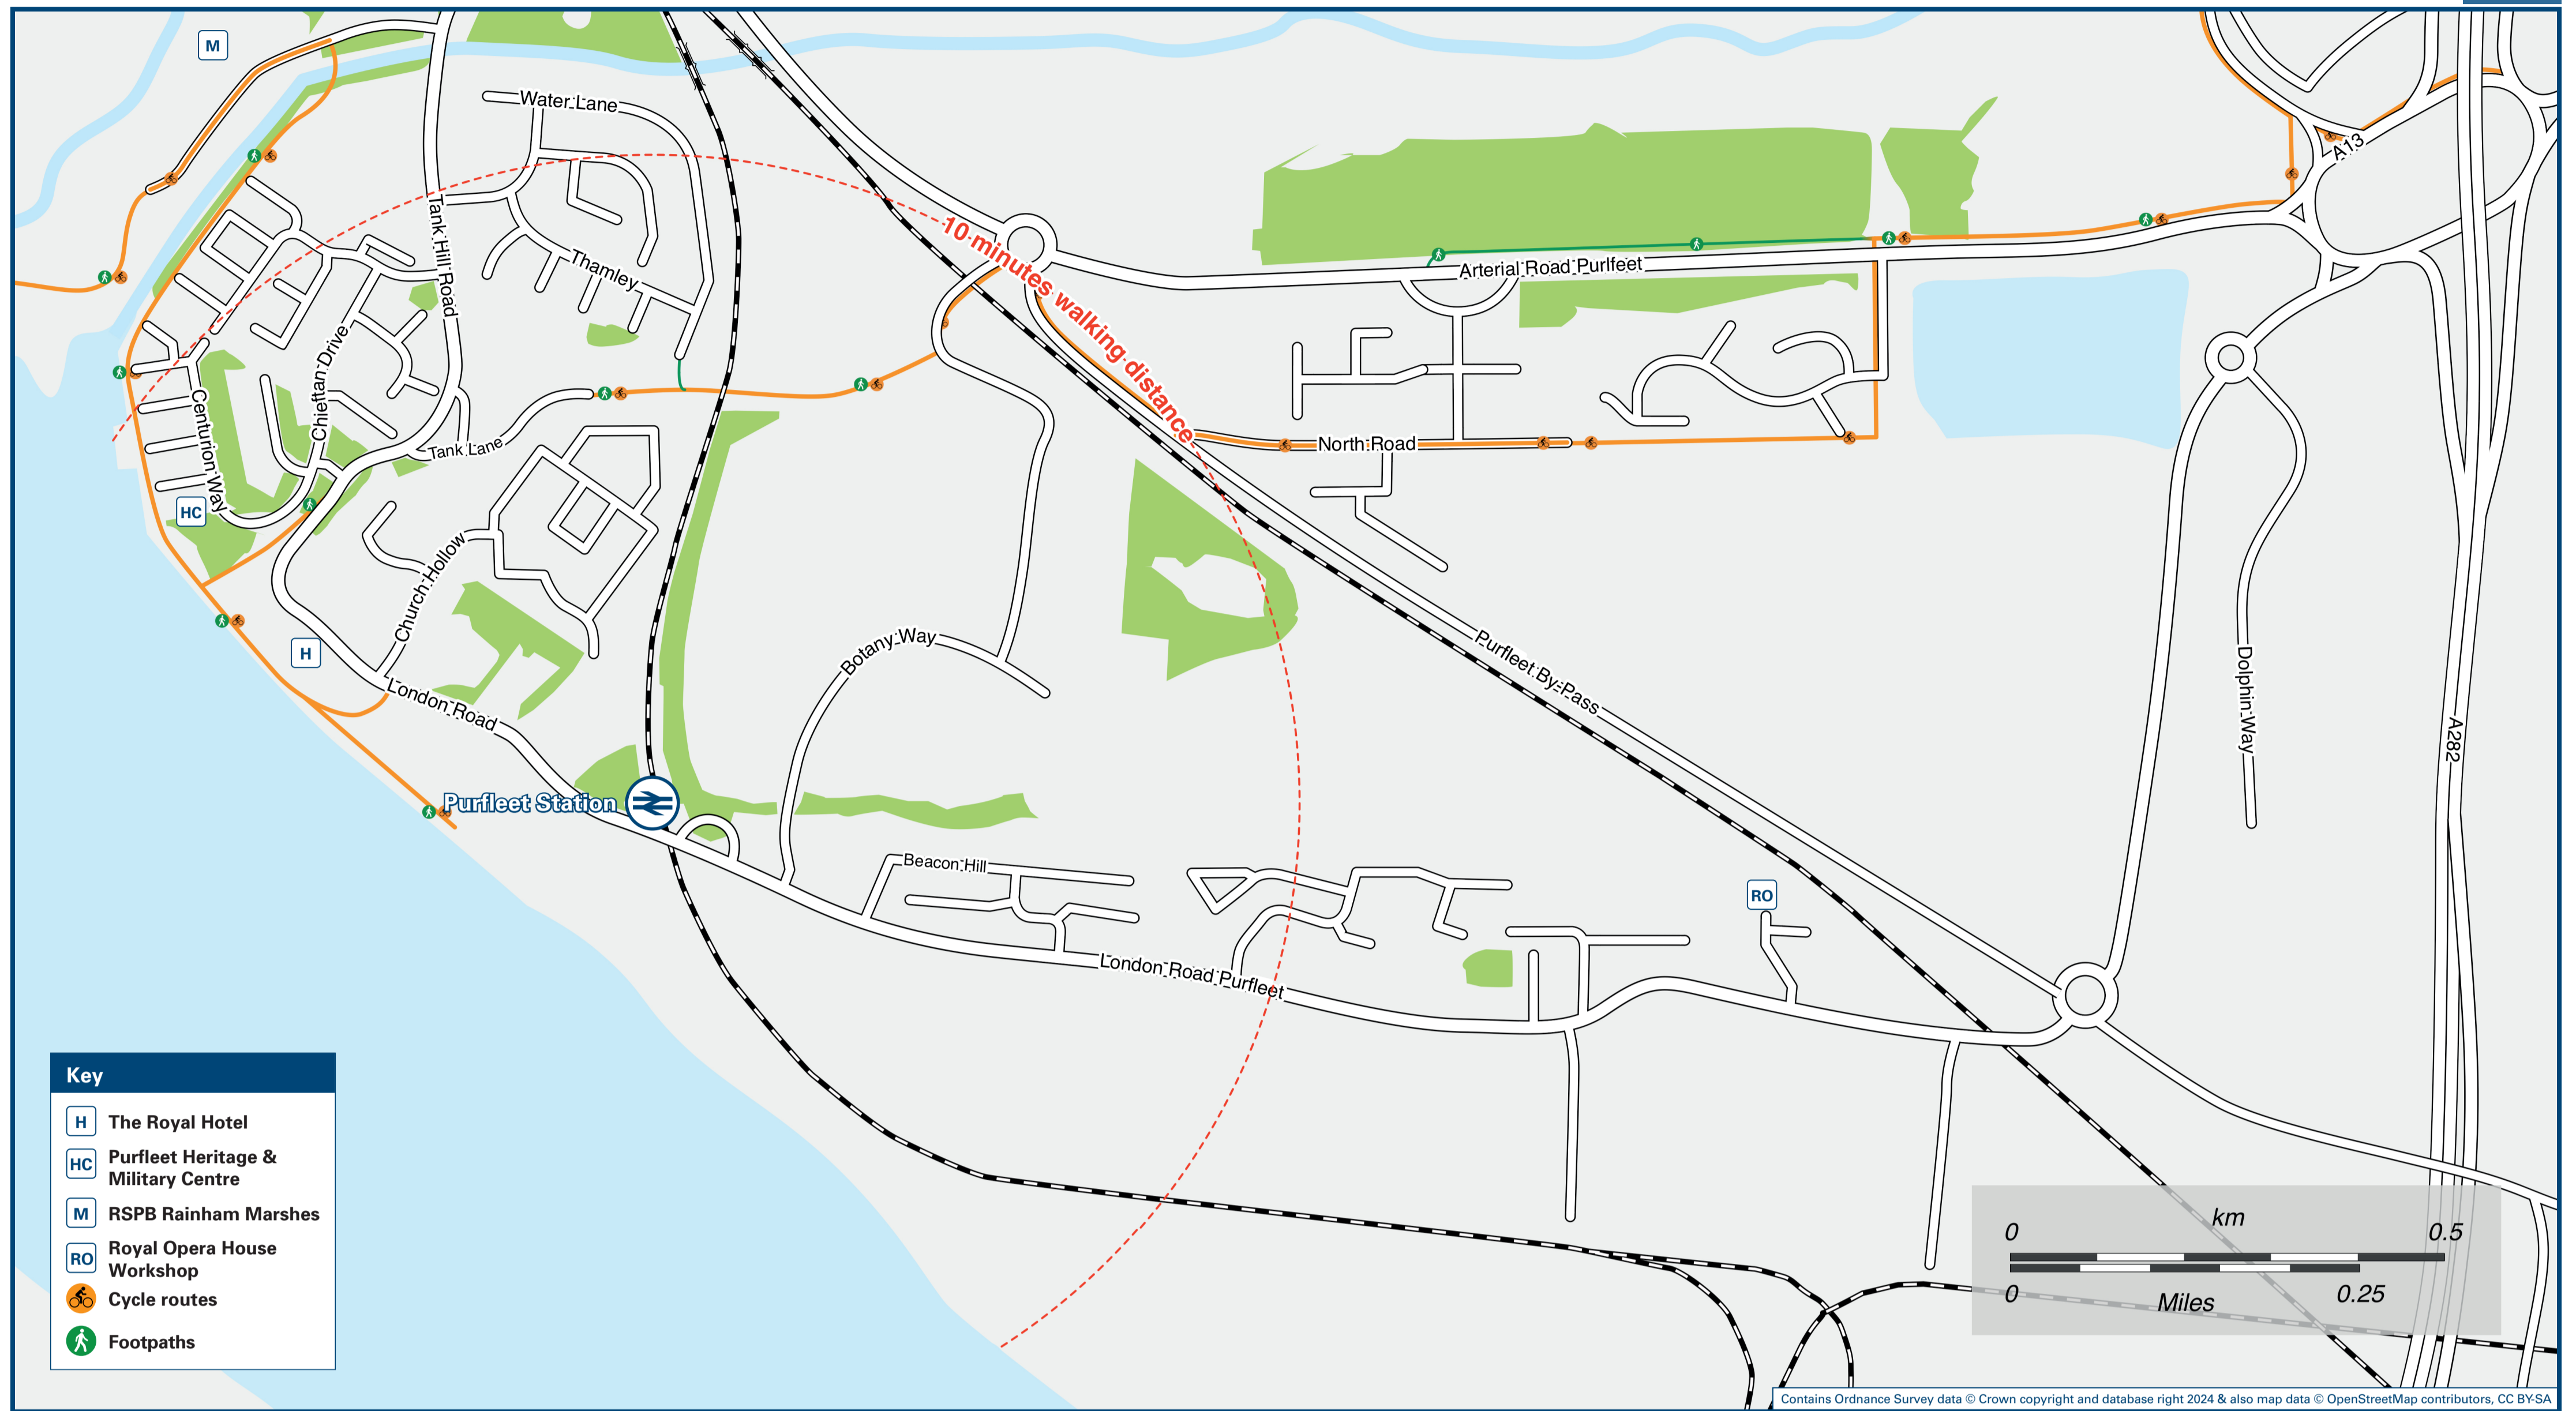 M
Water Lane
A13
Tank Hill Road
10 minutes walking distance
Thamley
Arterial Road Purlfeet
Chieftan Drive
Centurion Way
Tank Lane
North Road
HC
Church Hollow
H
Botany Way
Purfleet By-Pass
London Road
Dolphin Way
A282
Purfleet Station
Beacon Hill
RO
London Road Purfleet
Key
H The Royal Hotel
HC Purfleet Heritage &
Military Centre
M RSPB Rainham Marshes
RO Royal Opera House
Workshop
Cycle routes
Footpaths
km
0 0.5
0 Miles 0.25
Contains Ordnance Survey data © Crown copyright and database right 2024 & also map data © OpenStreetMap contributors, CC BY-SA